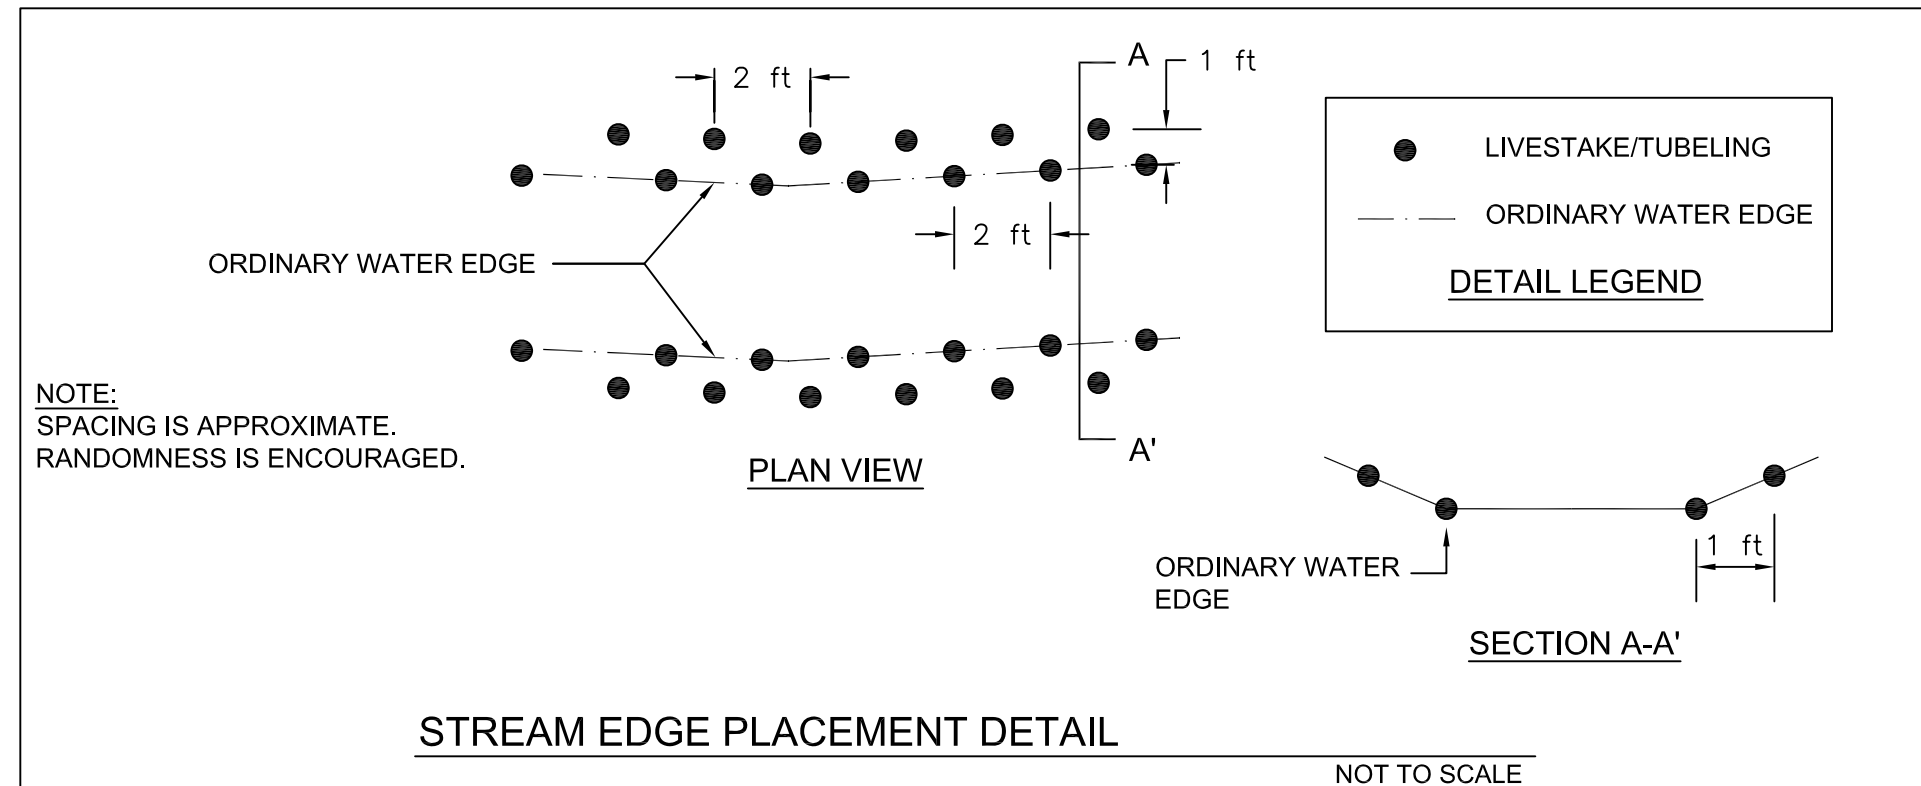 2 ft
A
1 ft
LIVESTAKE/TUBELING
ORDINARY WATER EDGE
DETAIL LEGEND
ORDINARY WATER EDGE
2 ft
NOTE:
SPACING IS APPROXIMATE.
RANDOMNESS IS ENCOURAGED.
A'
PLAN VIEW
ORDINARY WATER
EDGE
1 ft
SECTION A-A'
STREAM EDGE PLACEMENT DETAIL
NOT TO SCALE